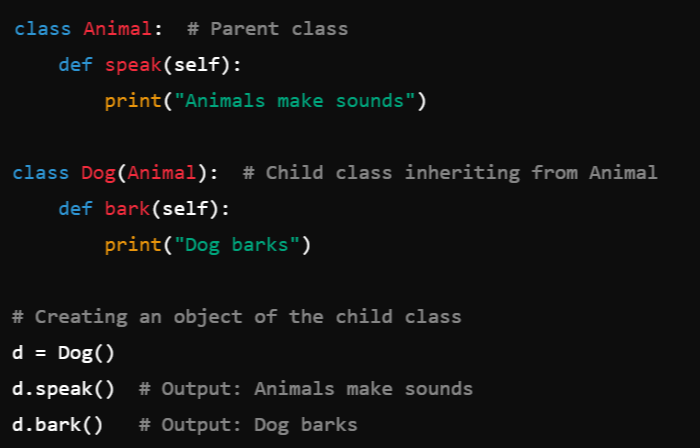 class Animal:  # Parent class
    def speak(self):
        print("Animals make sounds")
class Dog(Animal):  # Child class inheriting from Animal
    def bark(self):
        print("Dog barks")
# Creating an object of the child class
d = Dog()
d.speak()  # Output: Animals make sounds
d.bark()   # Output: Dog barks